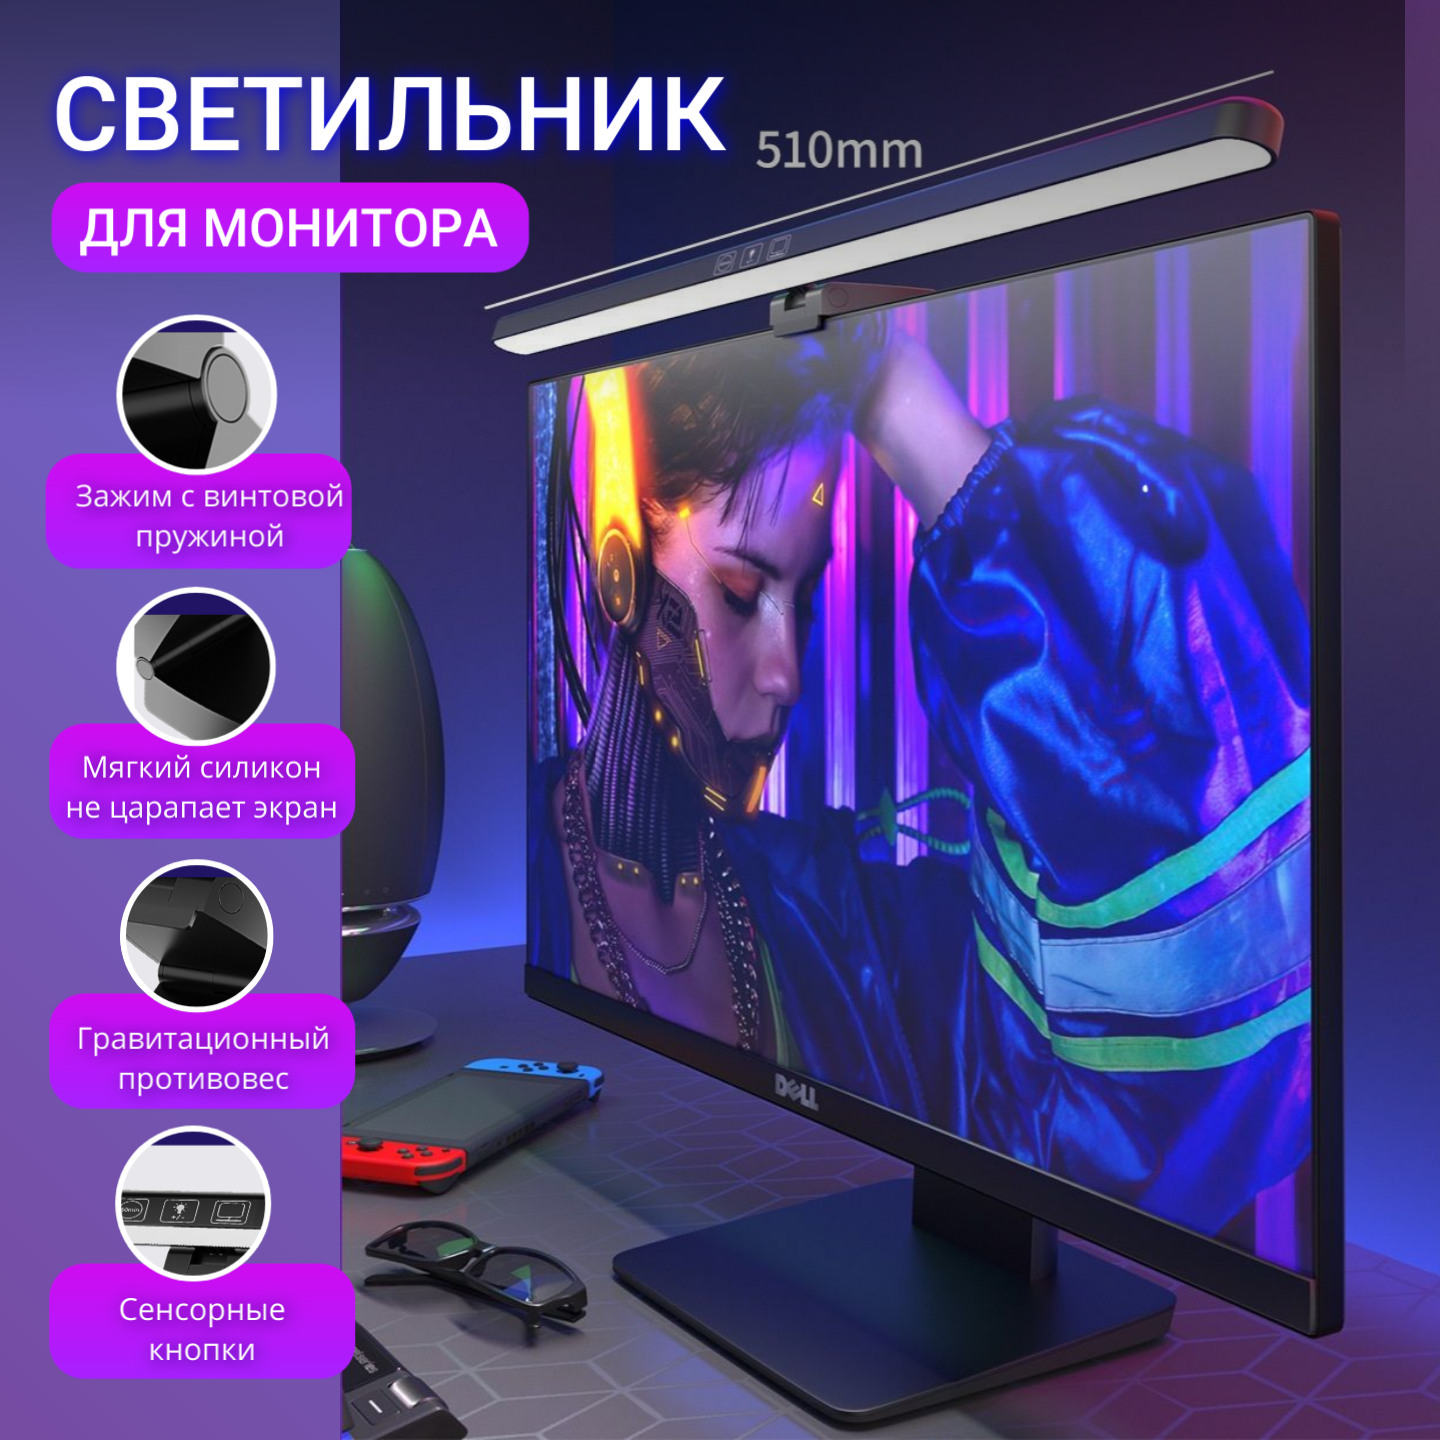 СВЕТИЛЬНИК
510mm
ДЛЯ МОНИТОРА
Зажим с винтовой
пружиной
Мягкий силикон
не царапает экран
Гравитационный
противовес
DELL
Сенсорные
кнопки